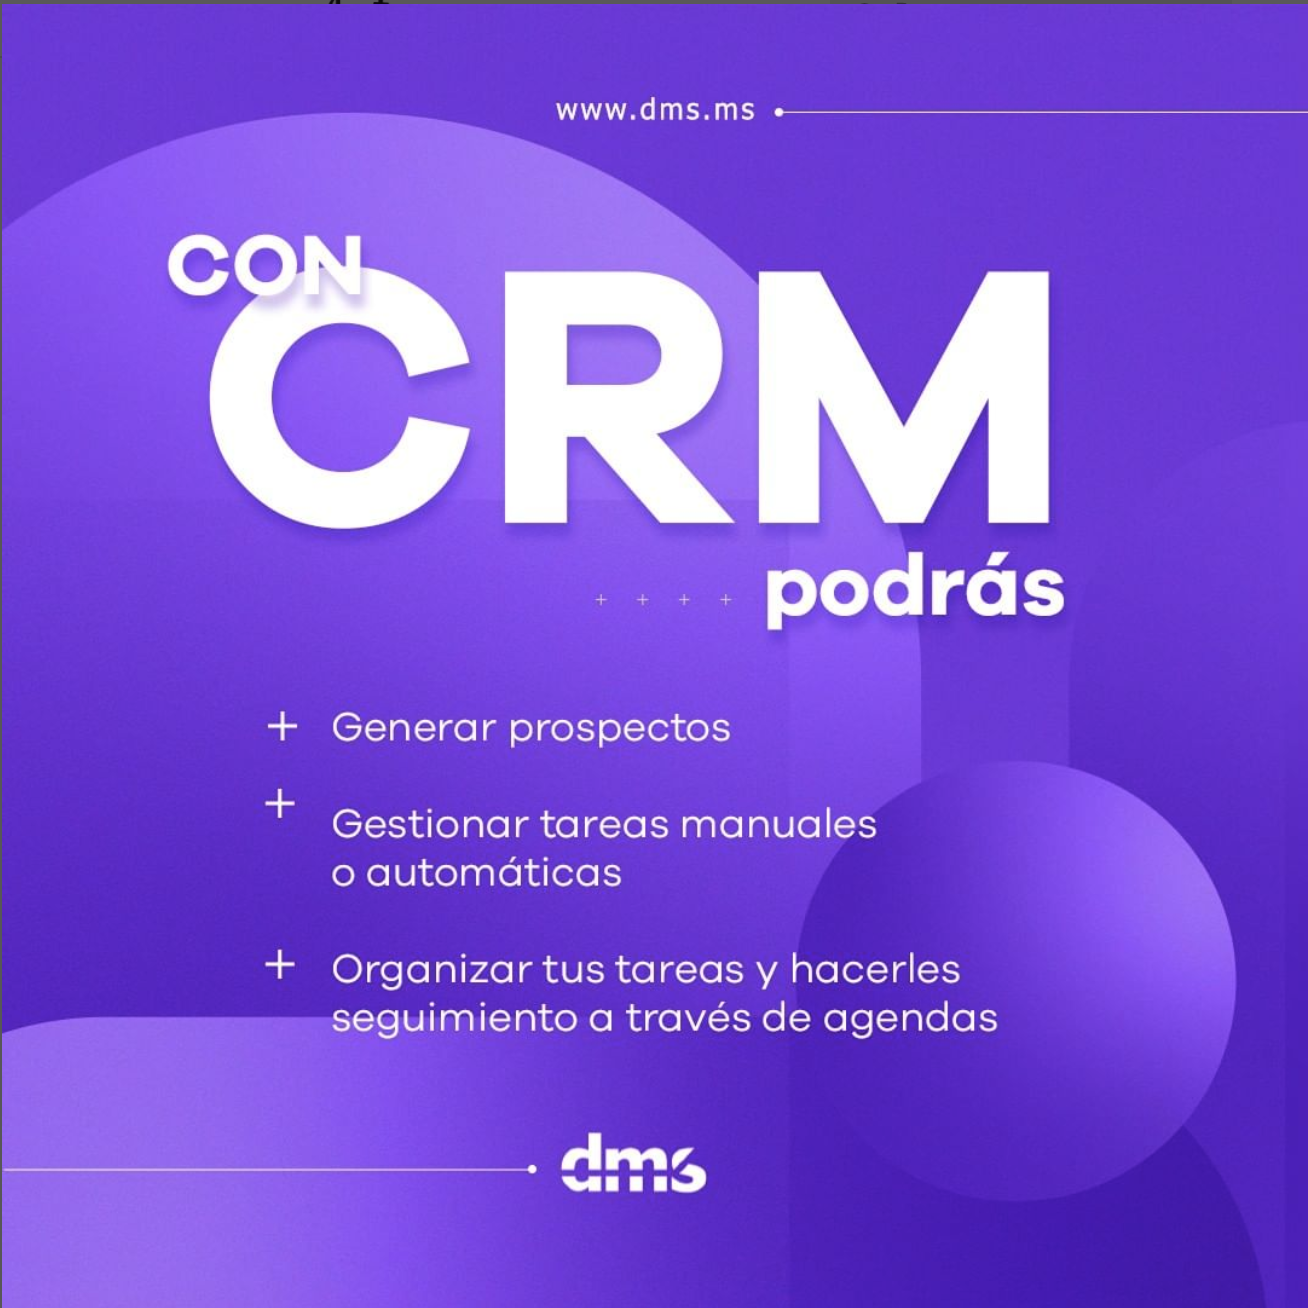 www.dms.ms
CON
CRM
podrás
+ Generar prospectos
+ Gestionar tareas manuales
o automáticas
+ Organizar tus tareas y hacerles
seguimiento a través de agendas
dms